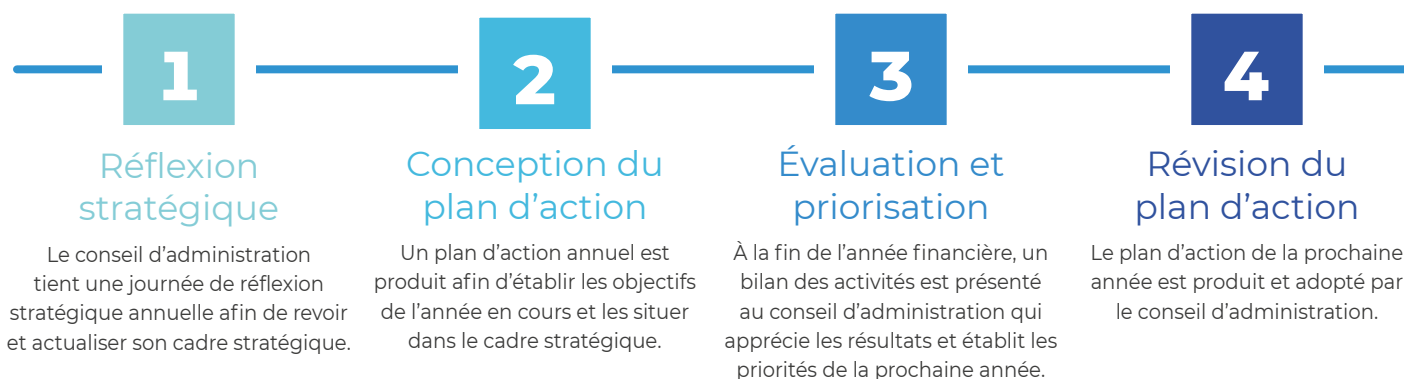 1
Réflexion
stratégique
Le conseil d’administration
tient une journée de réflexion
stratégique annuelle afin de revoir
et actualiser son cadre stratégique.
2
Conception du
plan d’action
Un plan d’action annuel est
produit afin d’établir les objectifs
de l’année en cours et les situer
dans le cadre stratégique.
3
Évaluation et
priorisation
À la fin de l’année financière, un
bilan des activités est présenté
au conseil d’administration qui
apprécie les résultats et établit les
priorités de la prochaine année.
4
Révision du
plan d’action
Le plan d’action de la prochaine
année est produit et adopté par
le conseil d’administration.